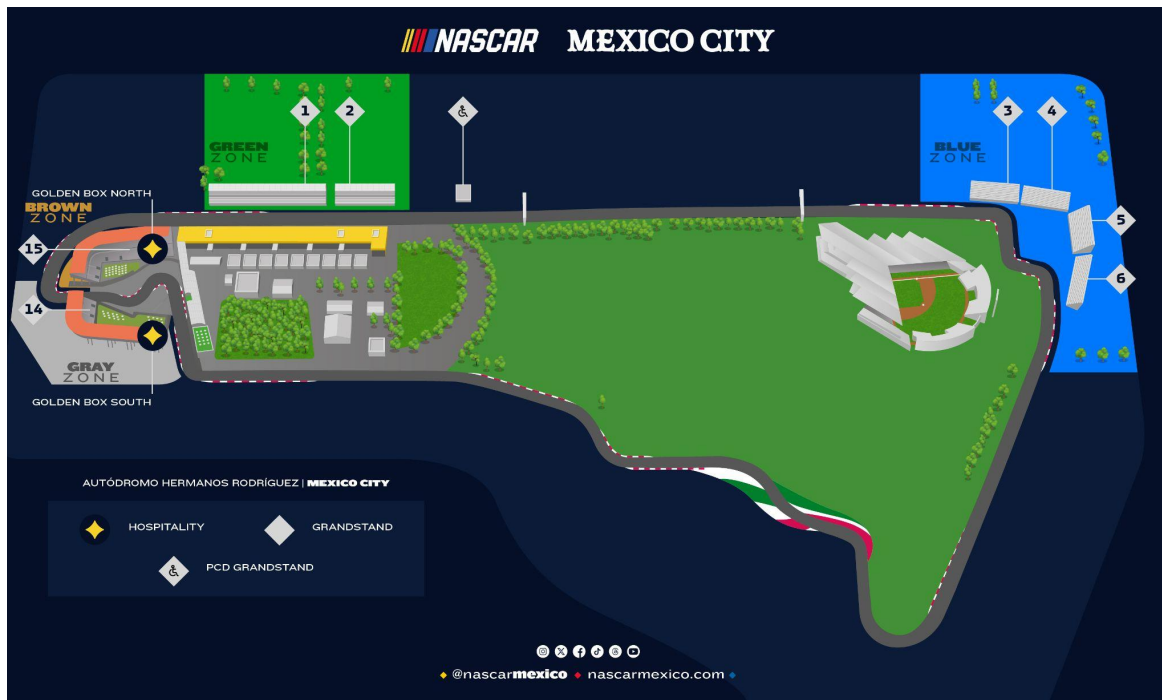 NASCAR MEXICO CITY
1
2
3
4
GREEN
ZONE
BLUE
ZONE
GOLDEN BOX NORTH
BROWN
ZONE
5
15
6
14
GRAY
ZONE
GOLDEN BOX SOUTH
AUTÓDROMO HERMANOS RODRÍGUEZ | MEXICO CITY
HOSPITALITY
GRANDSTAND
PCD GRANDSTAND
@nascarmexico nascarmexico.com